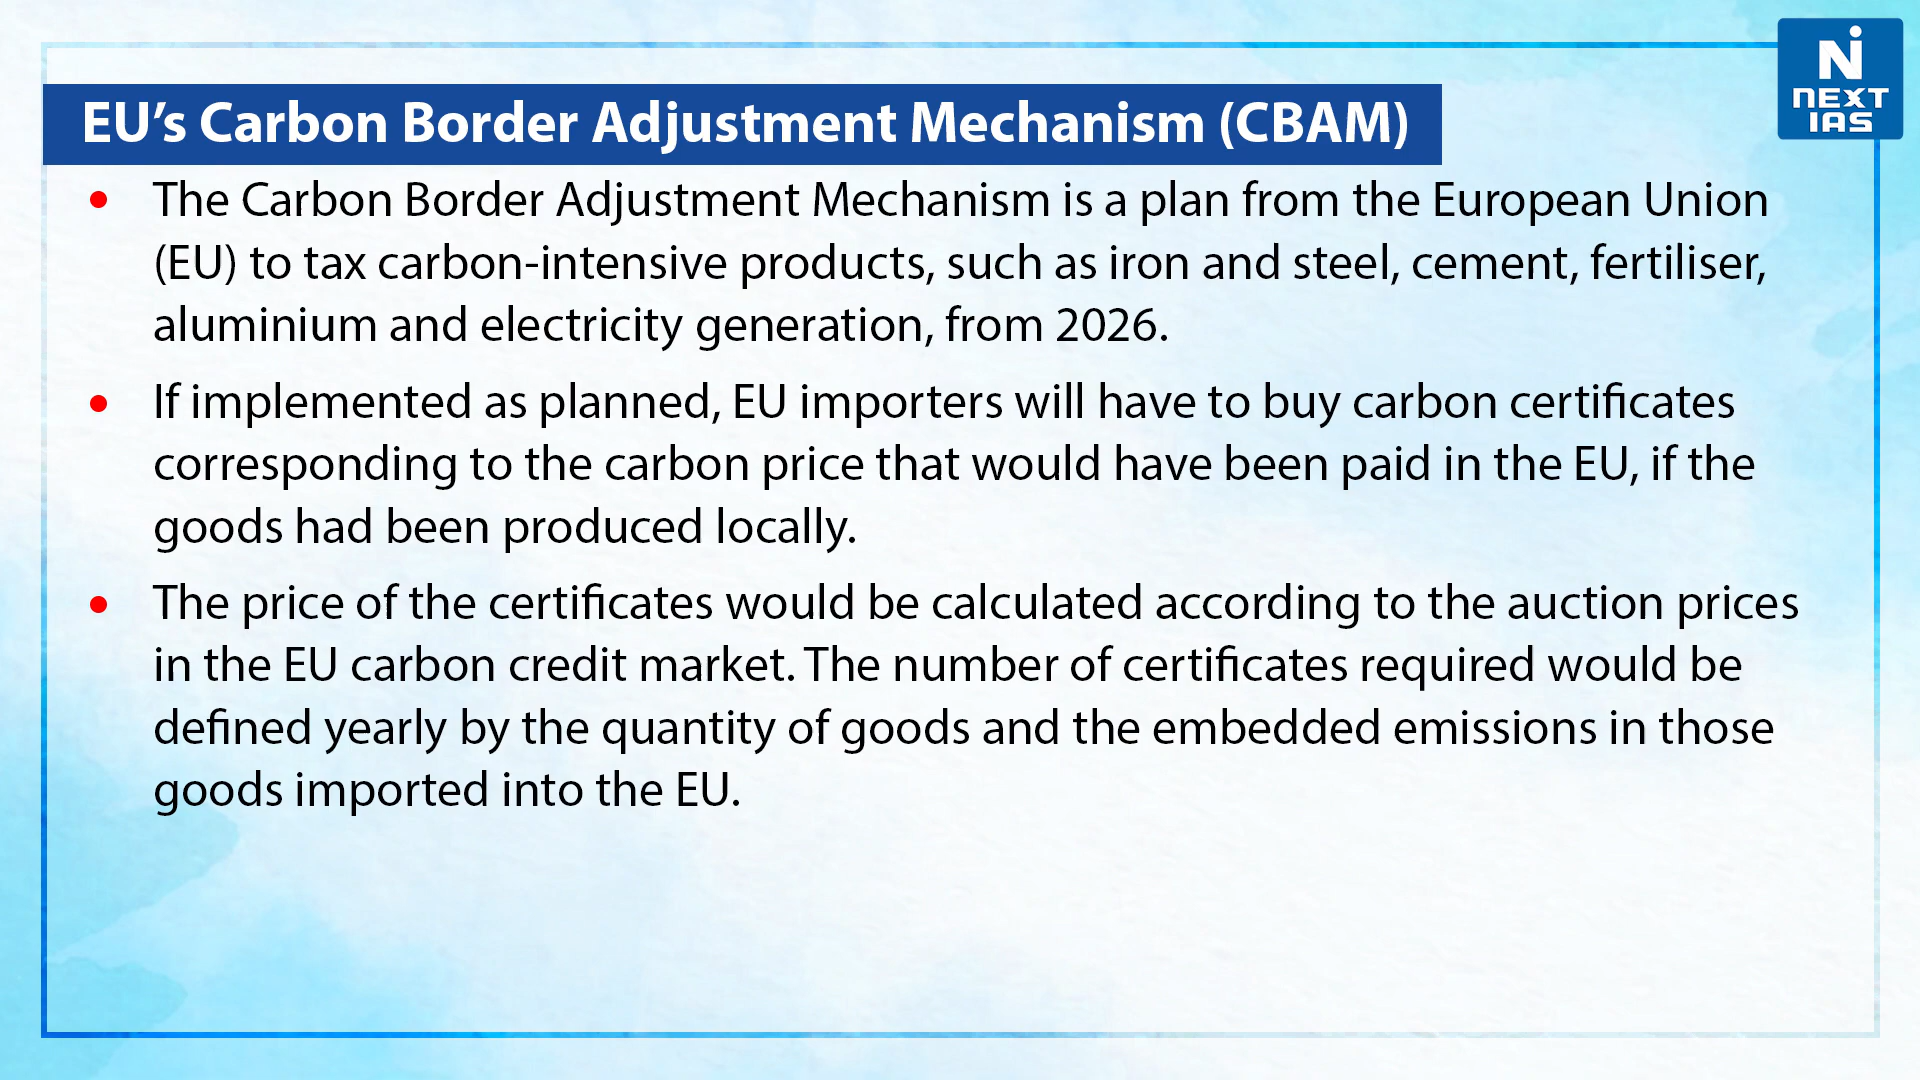 NEXT
IAS
EU’s Carbon Border Adjustment Mechanism (CBAM)
• The Carbon Border Adjustment Mechanism is a plan from the European Union
(EU) to tax carbon-intensive products, such as iron and steel, cement, fertiliser,
aluminium and electricity generation, from 2026.
• If implemented as planned, EU importers will have to buy carbon certificates
corresponding to the carbon price that would have been paid in the EU, if the
goods had been produced locally.
• The price of the certificates would be calculated according to the auction prices
in the EU carbon credit market. The number of certificates required would be
defined yearly by the quantity of goods and the embedded emissions in those
goods imported into the EU.